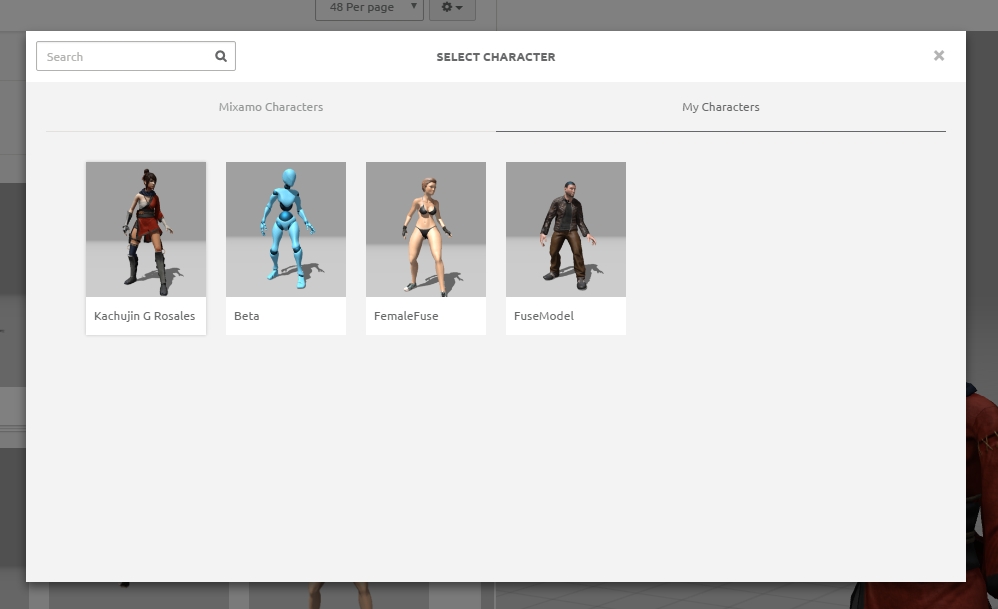 48 Per page
Search
SELECT CHARACTER
Mixamo Characters
My Characters
Kachujin G Rosales
Beta
FemaleFuse
FuseModel